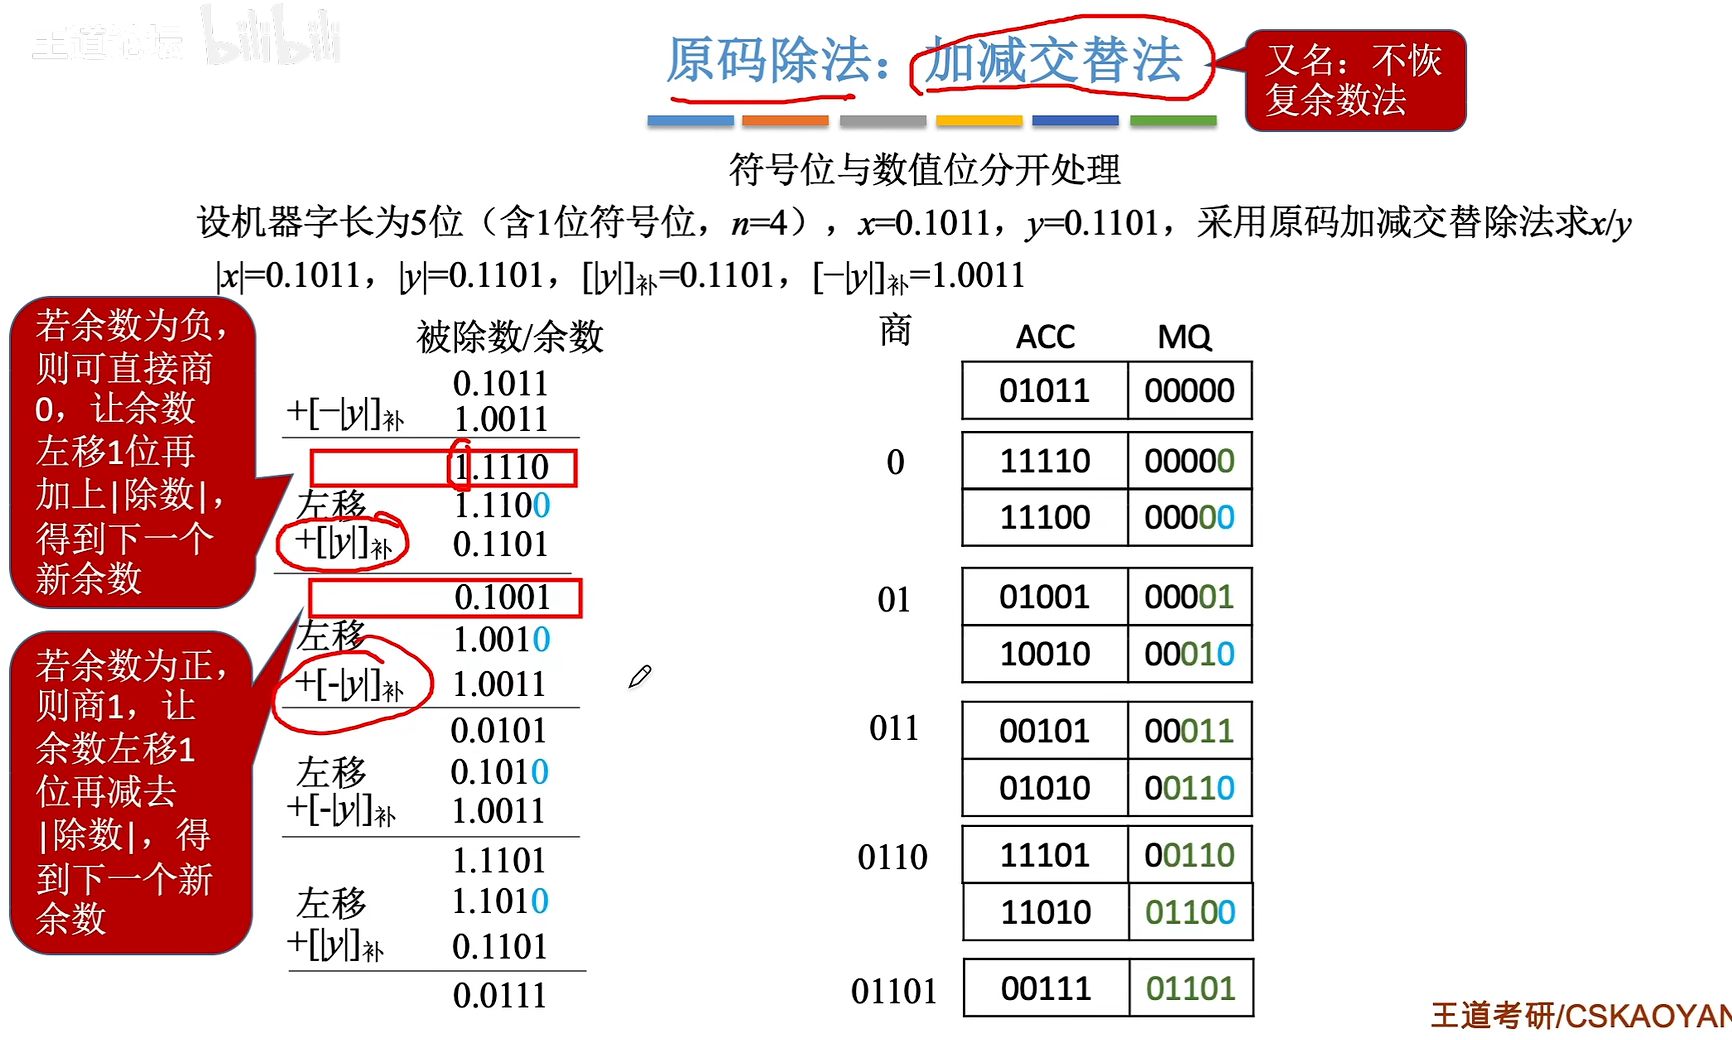 王道论坛 bilibili
原码除法：加减交替法
又名：不恢
复余数法
符号位与数值位分开处理
设机器字长为5位（含1位符号位，n=4），x=0.1011，y=0.1101，采用原码加减交替除法求x/y
|x|=0.1011，|y|=0.1101，[|y|]补=0.1101，[−|y|]补=1.0011
若余数为负，
则可直接商
0，让余数
左移1位再
加上|除数|，
得到下一个
新余数
若余数为正，
则商1，让
余数左移1
位再减去
|除数|，得
到下一个新
余数
被除数/余数 商 ACC MQ
0.1011 01011 00000
+[−|y|]补 1.0011
1.1110 0 11110 00000
左移 1.1100 11100 00000
+[|y|]补 0.1101
0.1001 01 01001 00001
左移 1.0010 10010 00010
+[-|y|]补 1.0011
0.0101 011 00101 00011
左移 0.1010 01010 00110
+[-|y|]补 1.0011
1.1101 0110 11101 00110
左移 1.1010 11010 01100
+[|y|]补 0.1101
0.0111 01101 00111 01101
王道考研/CSKAOYAN